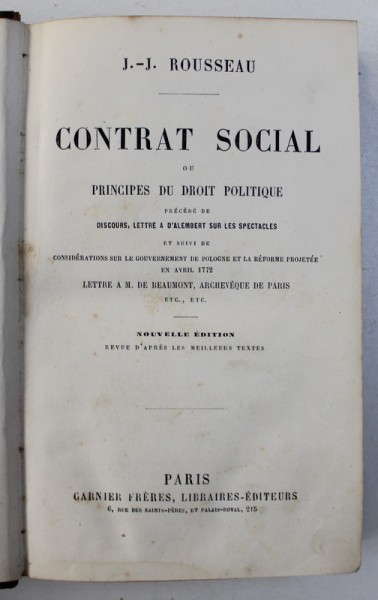 J.-J. ROUSSEAU
CONTRAT SOCIAL
OU
PRINCIPES DU DROIT POLITIQUE
PRÉCÉDÉ DE
DISCOURS, LETTRE A D'ALEMBERT SUR LES SPECTACLES
ET SUIVI DE
CONSIDÉRATIONS SUR LE GOUVERNEMENT DE POLOGNE ET LA RÉFORME PROJETÉE
EN AVRIL 1772
LETTRE A M. DE BEAUMONT, ARCHEVÊQUE DE PARIS
ETC., ETC.
NOUVELLE ÉDITION
REVUE D'APRÈS LES MEILLEURS TEXTES
PARIS
GARNIER FRÈRES, LIBRAIRES-ÉDITEURS
6, RUE DES SAINTS-PÈRES, ET PALAIS-ROYAL, 215